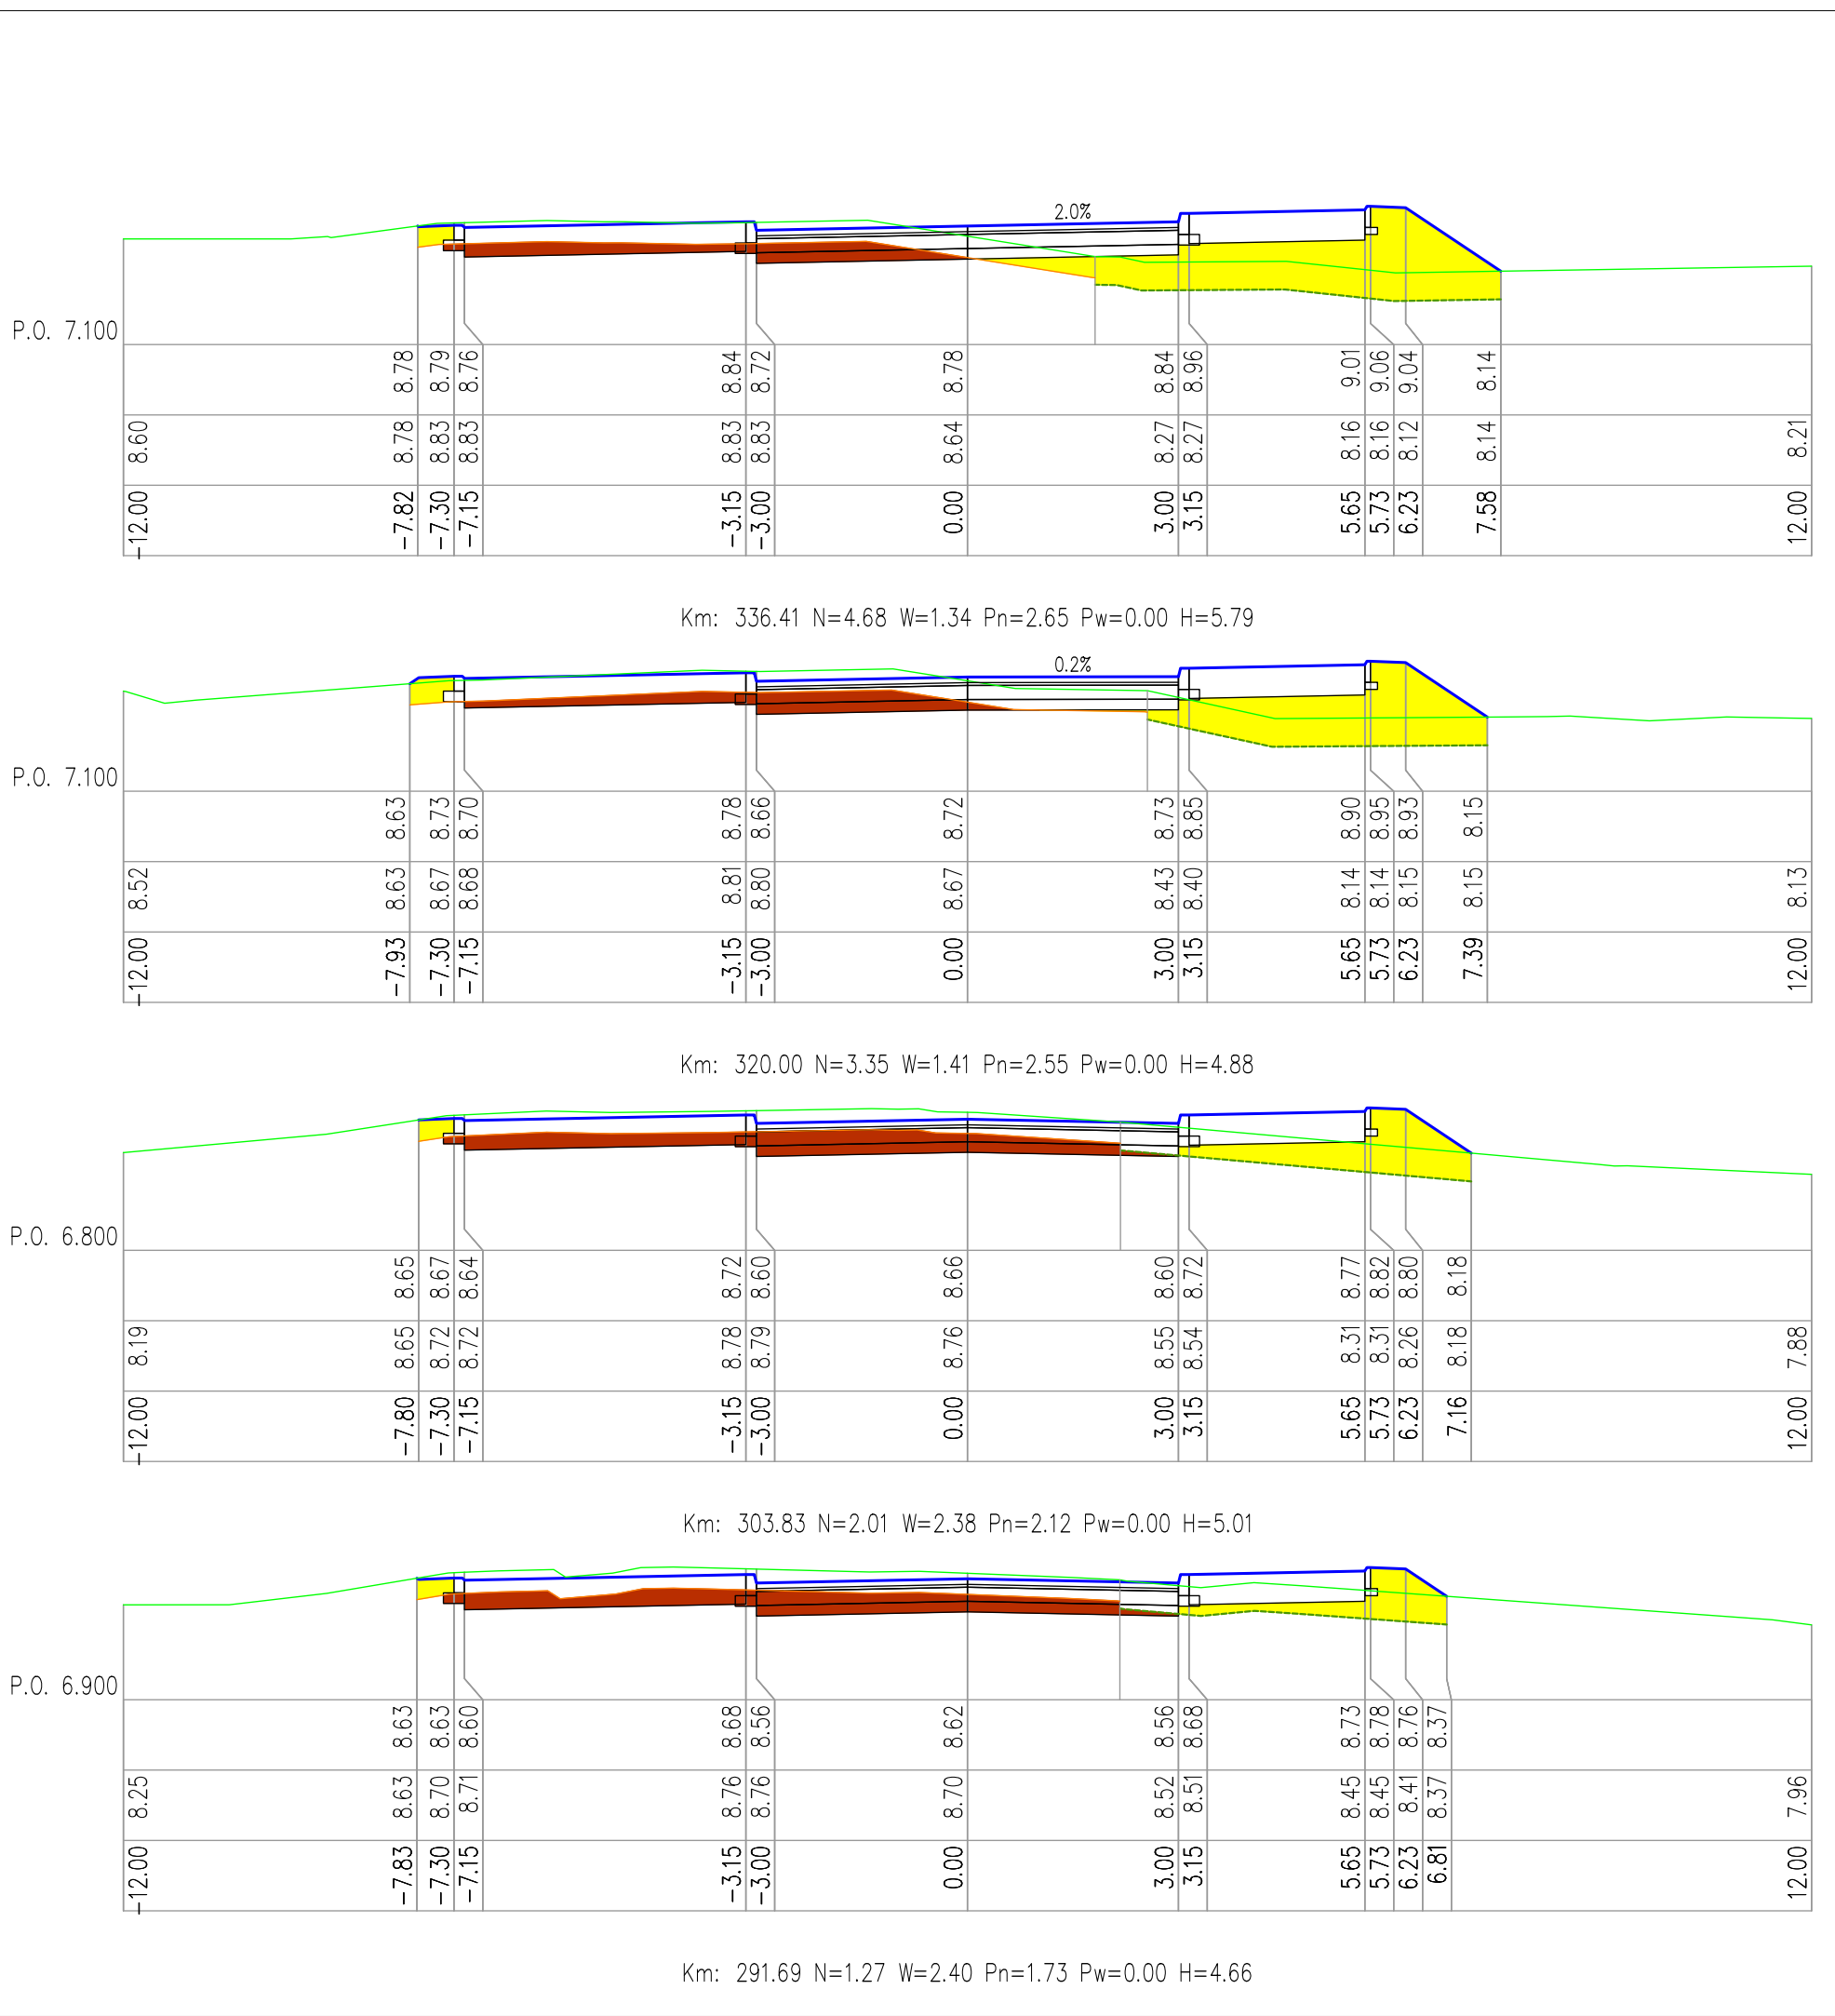 2.0%
P.O. 7.100
8.78 8.79 8.76 8.84 8.72 8.78 8.84 8.96 9.01 9.06 9.04 8.14
8.60 8.78 8.83 8.83 8.83 8.83 8.64 8.27 8.27 8.16 8.16 8.12 8.14 8.21
-12.00 -7.82 -7.30 -7.15 -3.15 -3.00 0.00 3.00 3.15 5.65 5.73 6.23 7.58 12.00
Km: 336.41 N=4.68 W=1.34 Pn=2.65 Pw=0.00 H=5.79
0.2%
P.O. 7.100
8.63 8.73 8.70 8.78 8.66 8.72 8.73 8.85 8.90 8.95 8.93 8.15
8.52 8.63 8.67 8.68 8.81 8.80 8.67 8.43 8.40 8.14 8.14 8.15 8.15 8.13
-12.00 -7.93 -7.30 -7.15 -3.15 -3.00 0.00 3.00 3.15 5.65 5.73 6.23 7.39 12.00
Km: 320.00 N=3.35 W=1.41 Pn=2.55 Pw=0.00 H=4.88
P.O. 6.800
8.65 8.67 8.64 8.72 8.60 8.66 8.60 8.72 8.77 8.82 8.80 8.18
8.19 8.65 8.72 8.72 8.78 8.79 8.76 8.55 8.54 8.31 8.31 8.26 8.18 7.88
-12.00 -7.80 -7.30 -7.15 -3.15 -3.00 0.00 3.00 3.15 5.65 5.73 6.23 7.16 12.00
Km: 303.83 N=2.01 W=2.38 Pn=2.12 Pw=0.00 H=5.01
P.O. 6.900
8.63 8.63 8.60 8.68 8.56 8.62 8.56 8.68 8.73 8.78 8.76 8.37
8.25 8.63 8.70 8.71 8.76 8.76 8.70 8.52 8.51 8.45 8.45 8.41 8.37 7.96
-12.00 -7.83 -7.30 -7.15 -3.15 -3.00 0.00 3.00 3.15 5.65 5.73 6.23 6.81 12.00
Km: 291.69 N=1.27 W=2.40 Pn=1.73 Pw=0.00 H=4.66